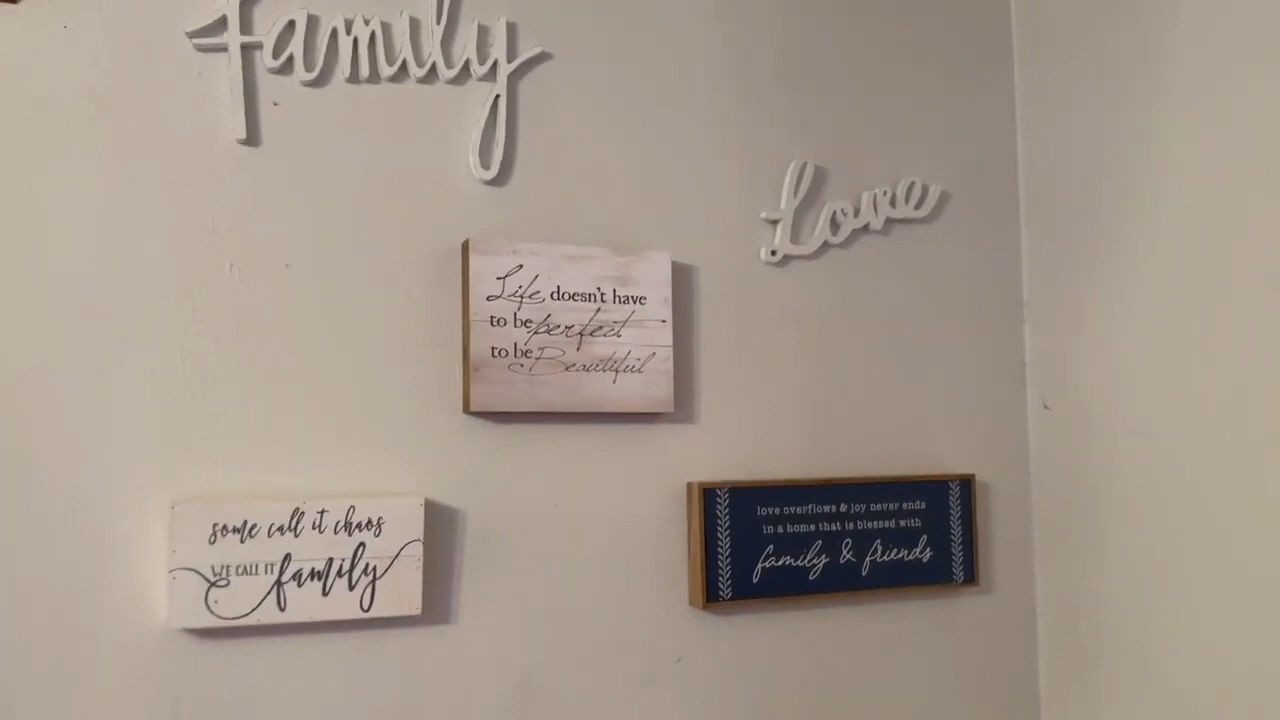 Family
Love
Life doesn't have
to be perfect
to be Beautiful
some call it chaos
WE CALL IT family
love overflows & joy never ends
in a home that is blessed with
family & friends